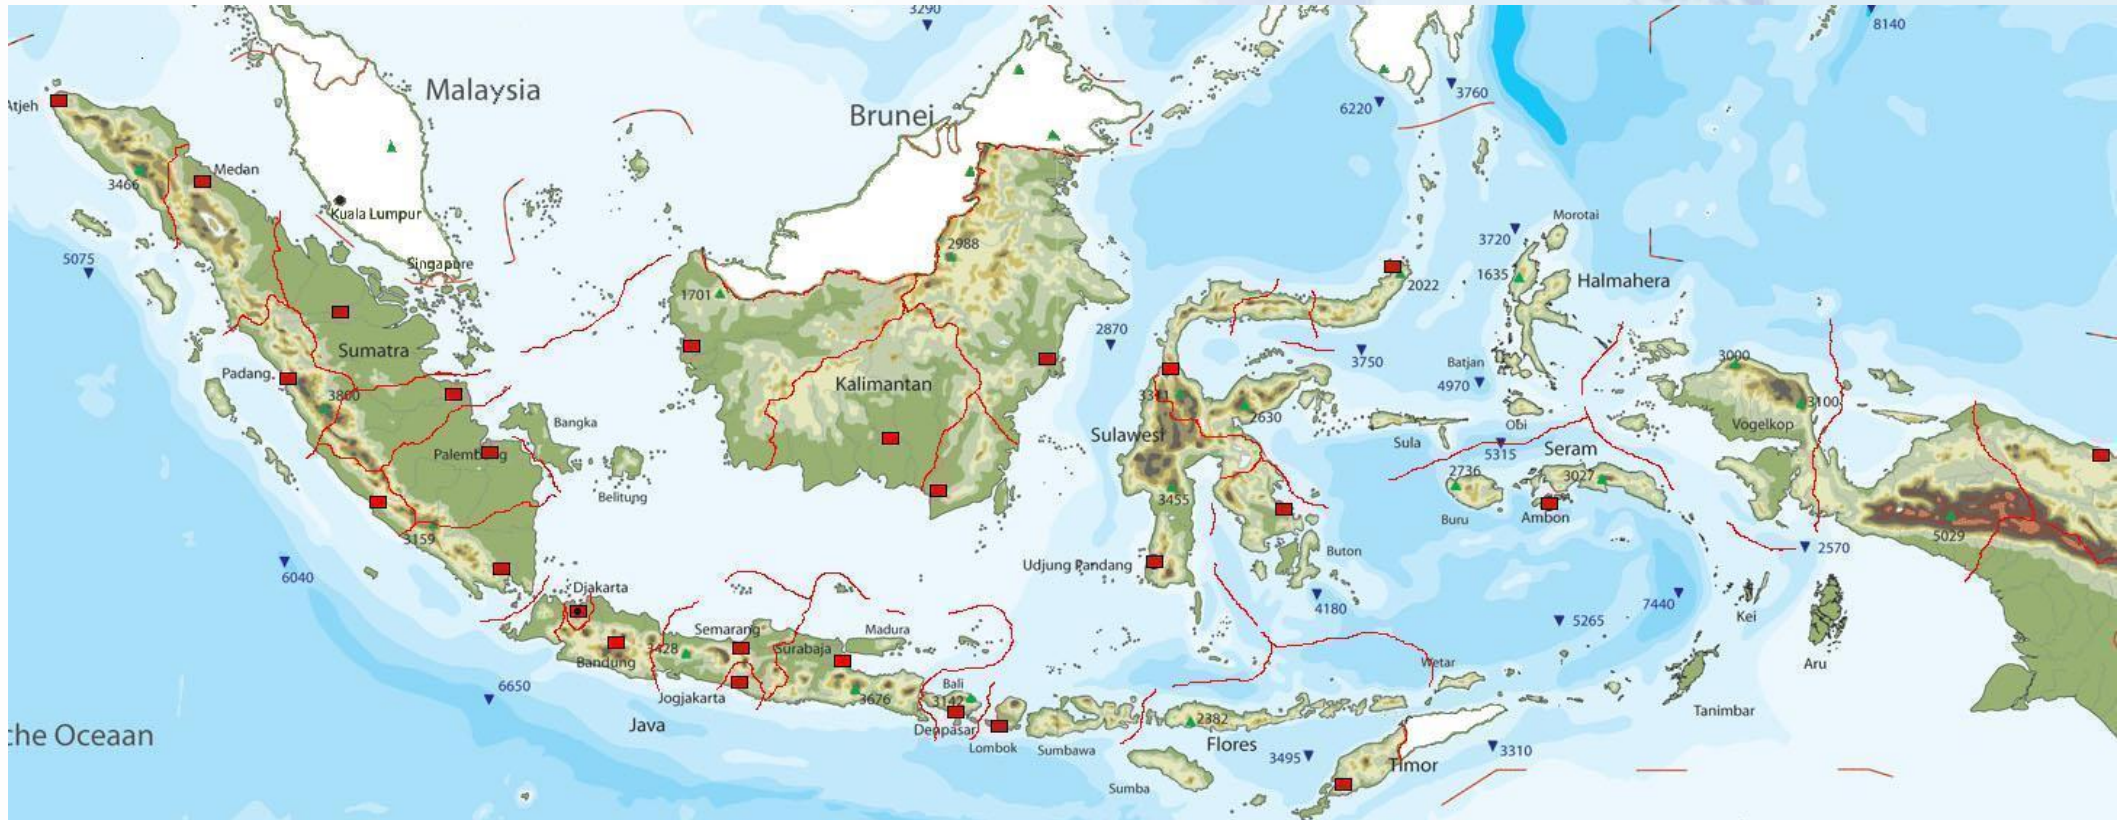 3290
8140
Malaysia
Atjeh
Brunei
6220
3760
Medan
3466
Kuala Lumpur
Singapore
5075
2988
1701
3720
Morotai
1635
Halmahera
2022
2870
Sumatra
Padang
3800
Kalimantan
3750
Batjan
4970
3000
3100
Vogelkop
3311
2630
Sulawesi
Sula
Obi
5315
Seram
Bangka
Palembang
Belitung
3455
2736
3027
Buru
Ambon
5029
3159
Udjung Pandang
Buton
2570
6040
Djakarta
4180
5265
7440
Kei
Aru
Semarang
Madura
3428
Surabaja
Bandung
Wetar
6650
Jogjakarta
3676
Bali
3142
Denpasar
Lombok
Sumbawa
2382
Flores
Tanimbar
Java
che Oceaan
3495
3310
Timor
Sumba